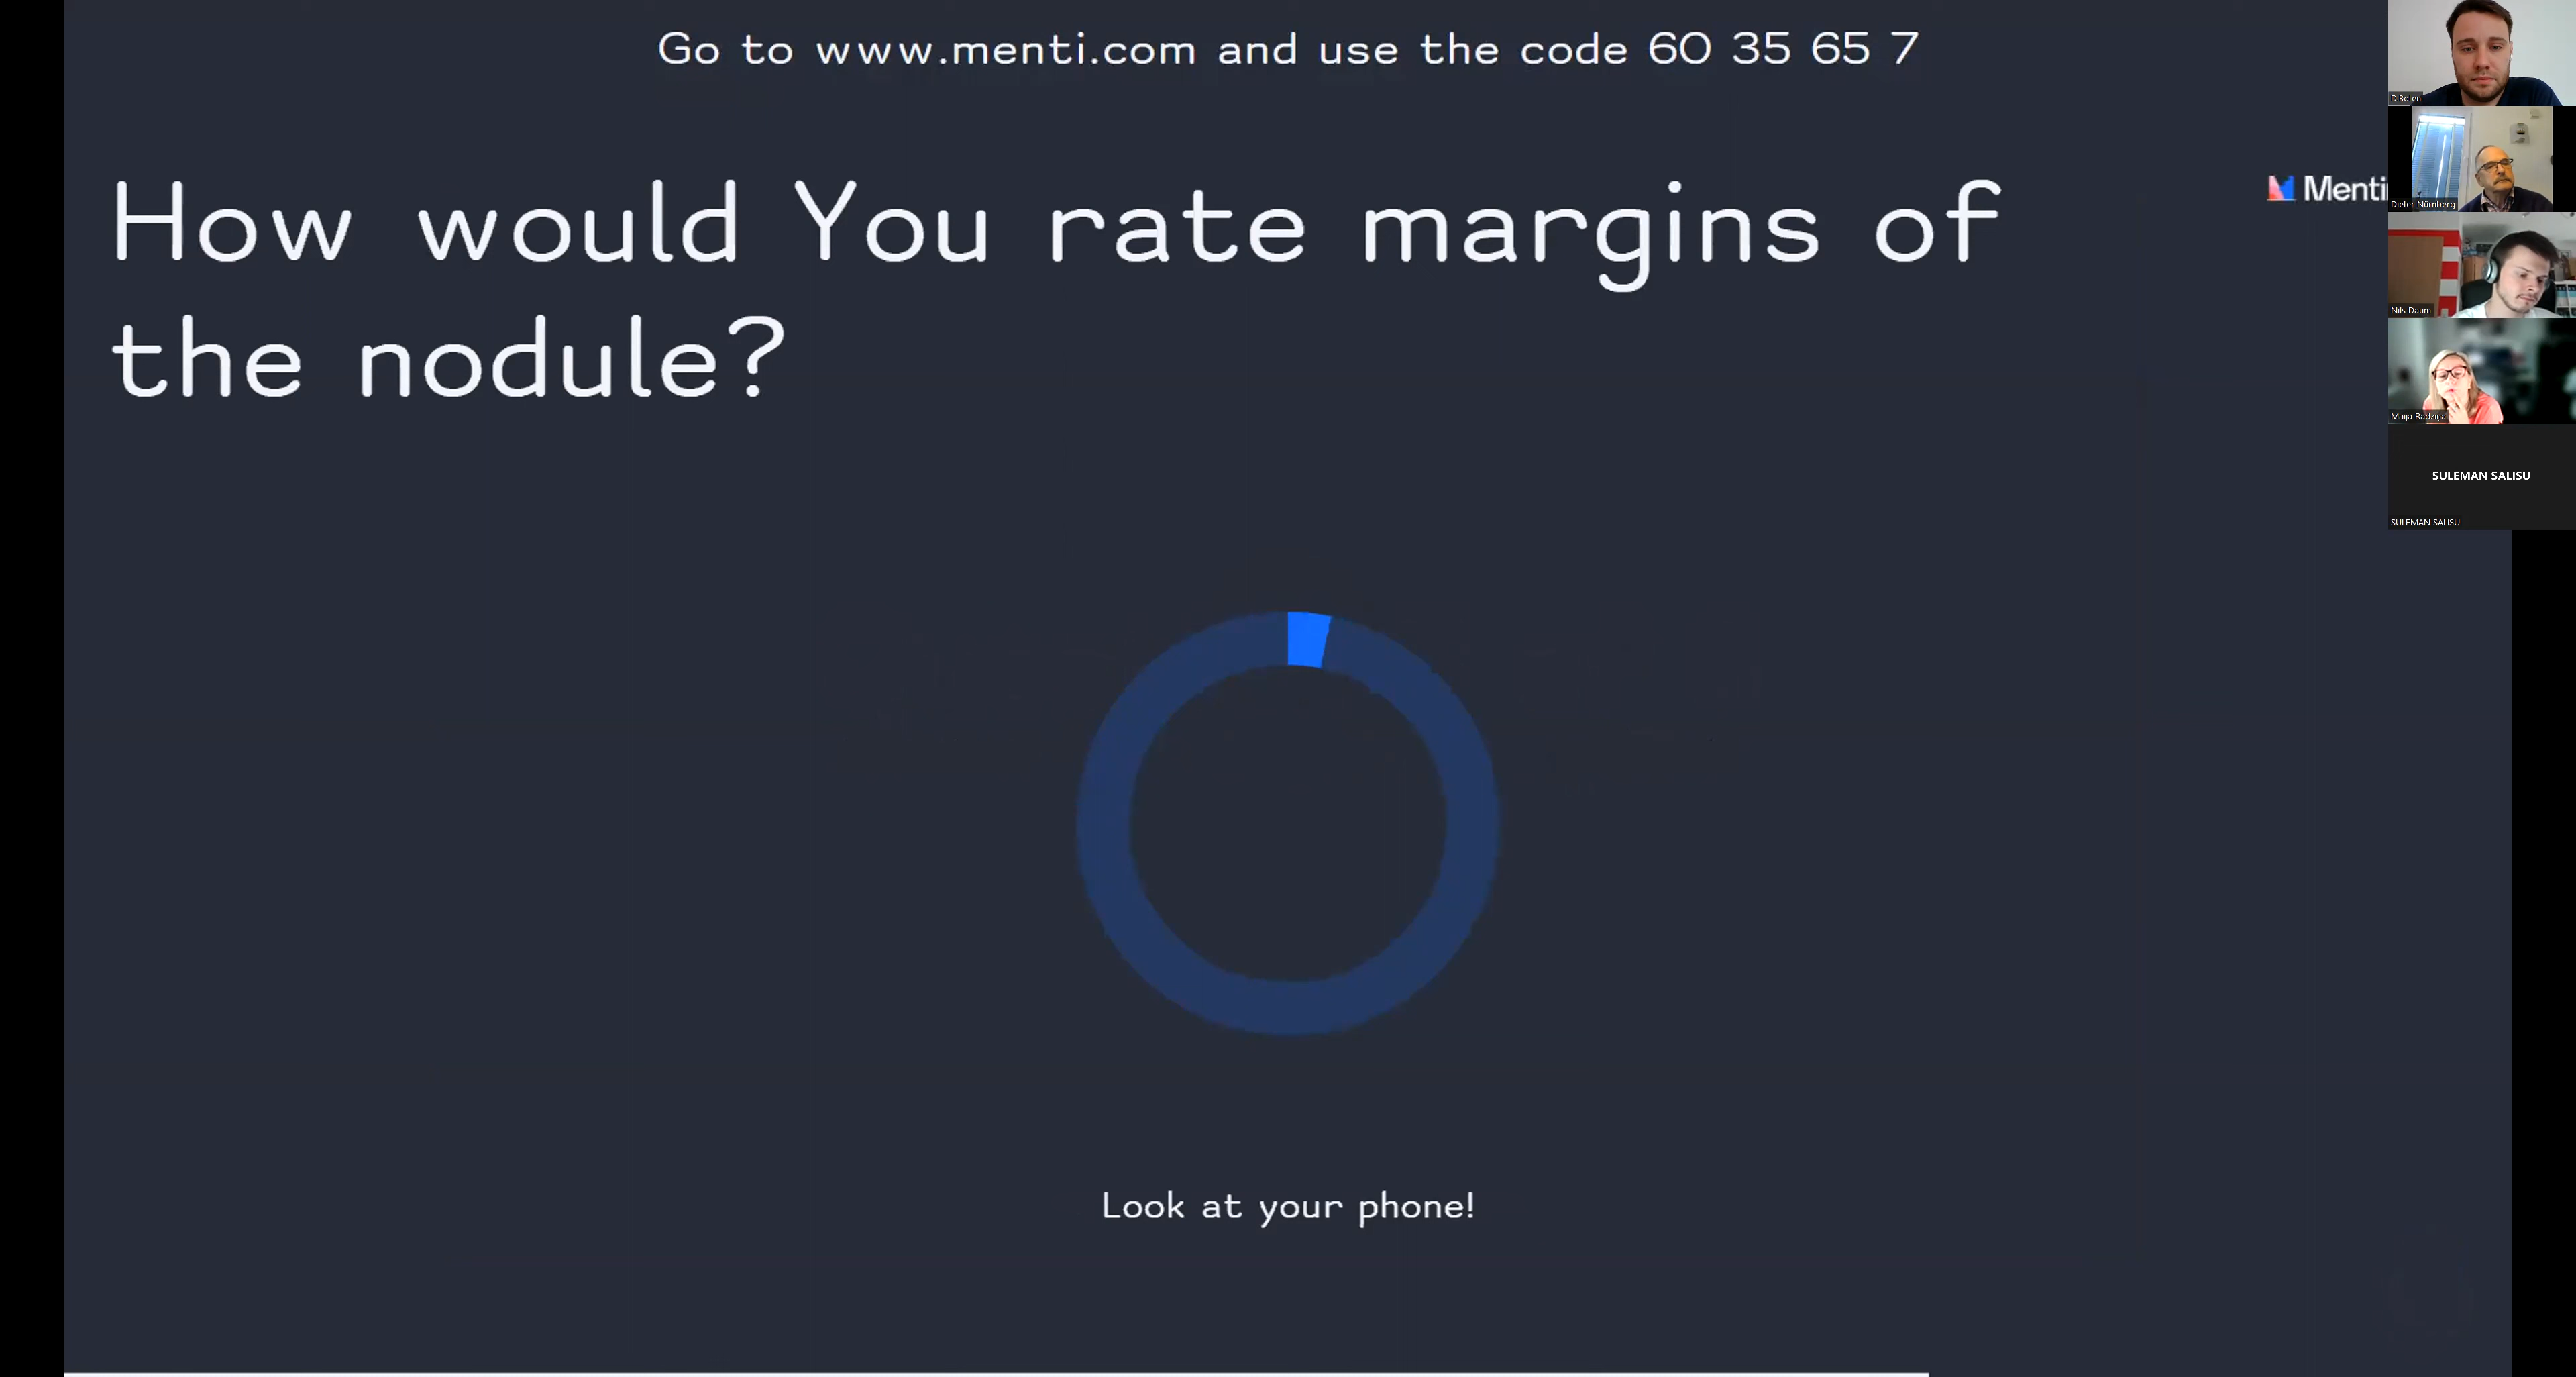 Go to www.menti.com and use the code 60 35 65 7
How would You rate margins of
the nodule?
Menti
Look at your phone!
D.Boten
Dieter Nürnberg
Nils Daum
Maija Radzina
SULEMAN SALISU
SULEMAN SALISU